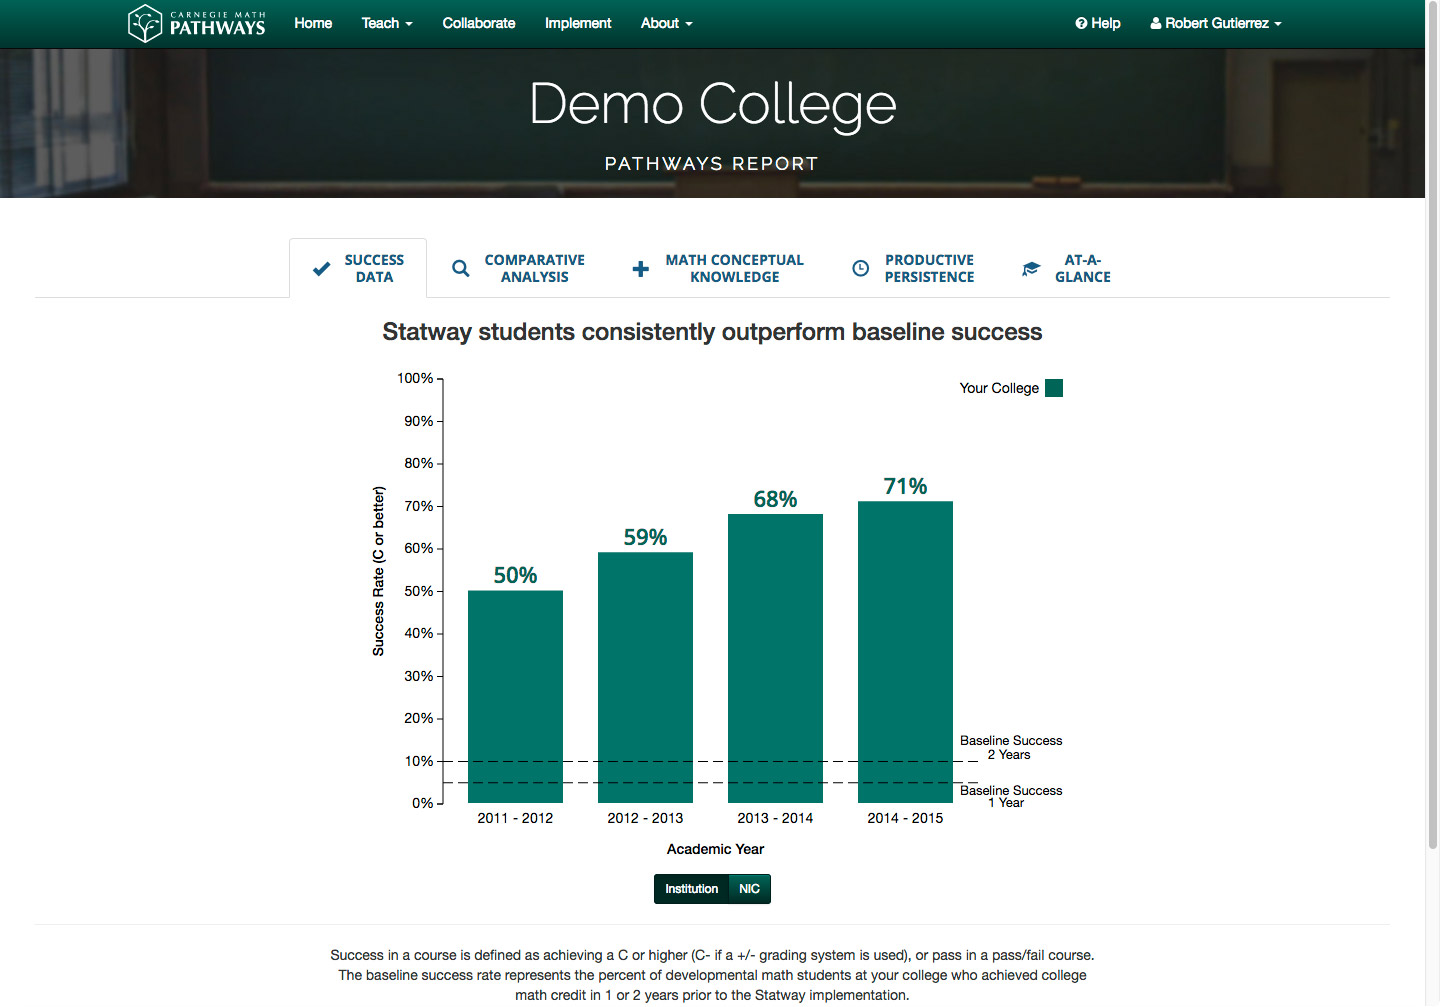 CARNEGIE MATH
PATHWAYS
Home Teach Collaborate Implement About Help Robert Gutierrez
Demo College
PATHWAYS REPORT
SUCCESS DATA
COMPARATIVE ANALYSIS
MATH CONCEPTUAL KNOWLEDGE
PRODUCTIVE PERSISTENCE
AT-A-GLANCE
Statway students consistently outperform baseline success
Your College
Success Rate (C or better)
100%
90%
80%
70%
60%
50%
40%
30%
20%
10%
0%
50%
59%
68%
71%
Baseline Success
2 Years
Baseline Success
1 Year
2011 - 2012 2012 - 2013 2013 - 2014 2014 - 2015
Academic Year
Institution NIC
Success in a course is defined as achieving a C or higher (C- if a +/- grading system is used), or pass in a pass/fail course.
The baseline success rate represents the percent of developmental math students at your college who achieved college
math credit in 1 or 2 years prior to the Statway implementation.